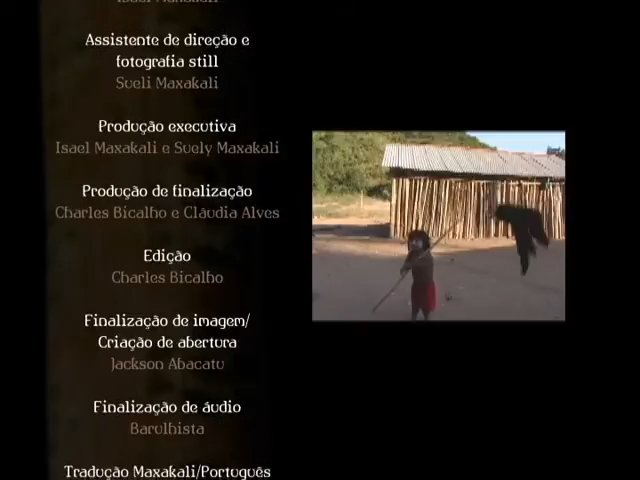 Isael Maxakali
Assistente de direção e
fotografia still
Sueli Maxakali
Produção executiva
Isael Maxakali e Suely Maxakali
Produção de finalização
Charles Bicalho e Cláudia Alves
Edição
Charles Bicalho
Finalização de imagem/
Criação de abertura
Jackson Abacatu
Finalização de áudio
Barulhista
Tradução Maxakali/Português